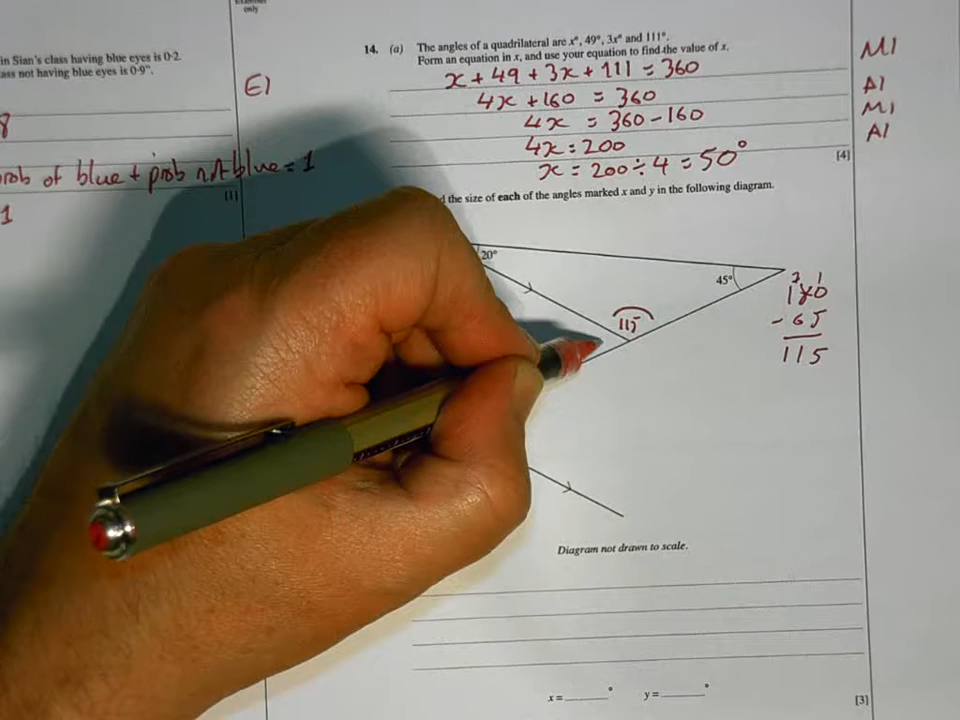 only
in Sian's class having blue eyes is 0·2.
ass not having blue eyes is 0·9".
E1
8
rob of blue + prob not blue = 1
[1]
1
14. (a) The angles of a quadrilateral are x°, 49°, 3x° and 111°.
Form an equation in x, and use your equation to find the value of x.
x + 49 + 3x + 111 = 360
M1
4x + 160 = 360
A1
4x = 360 - 160
M1
4x = 200
A1
x = 200 ÷ 4 = 50°
[4]
the size of each of the angles marked x and y in the following diagram.
20°
45°
115
180
- 65
115
Diagram not drawn to scale.
x = ______ ° y = ______ °
[3]